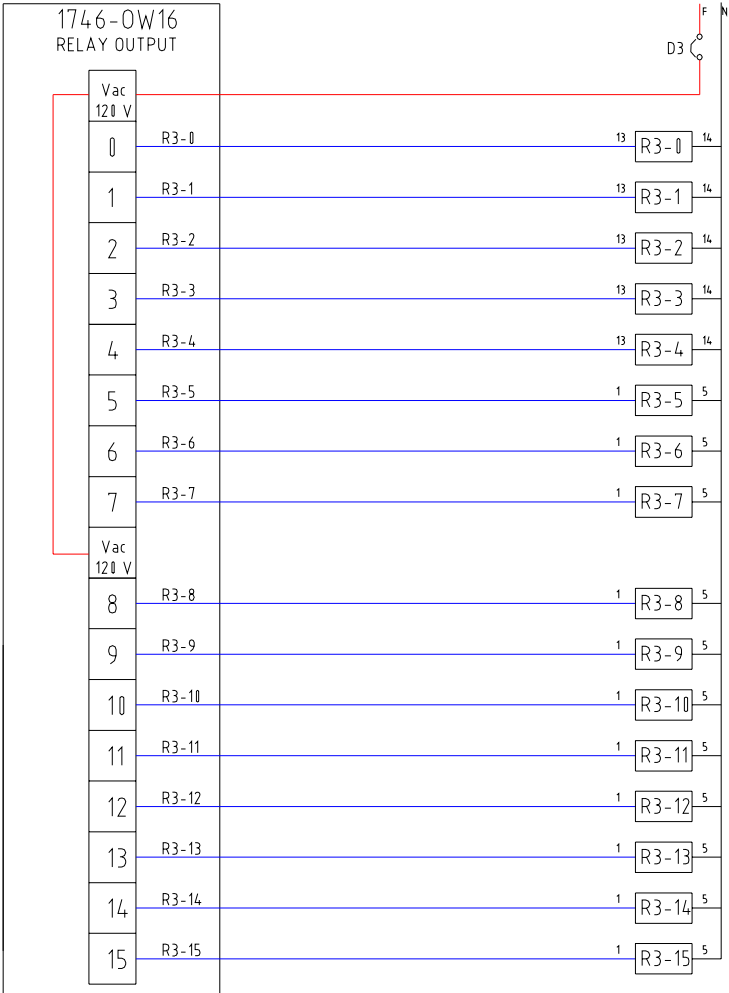 1746-OW16
RELAY OUTPUT
F N
D3
Vac
120 V
0 R3-0 13 R3-0 14
1 R3-1 13 R3-1 14
2 R3-2 13 R3-2 14
3 R3-3 13 R3-3 14
4 R3-4 13 R3-4 14
5 R3-5 1 R3-5 5
6 R3-6 1 R3-6 5
7 R3-7 1 R3-7 5
Vac
120 V
8 R3-8 1 R3-8 5
9 R3-9 1 R3-9 5
10 R3-10 1 R3-10 5
11 R3-11 1 R3-11 5
12 R3-12 1 R3-12 5
13 R3-13 1 R3-13 5
14 R3-14 1 R3-14 5
15 R3-15 1 R3-15 5